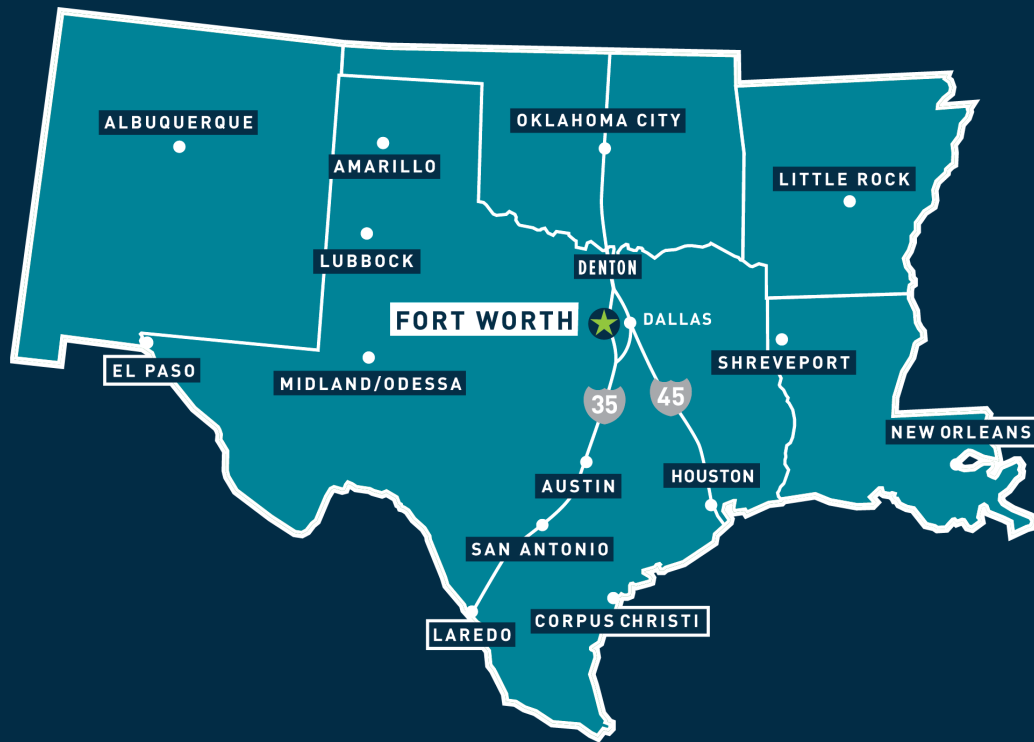 ALBUQUERQUE
OKLAHOMA CITY
AMARILLO
LITTLE ROCK
LUBBOCK
DENTON
FORT WORTH
DALLAS
SHREVEPORT
EL PASO
MIDLAND/ODESSA
35
45
NEW ORLEANS
AUSTIN
HOUSTON
SAN ANTONIO
CORPUS CHRISTI
LAREDO